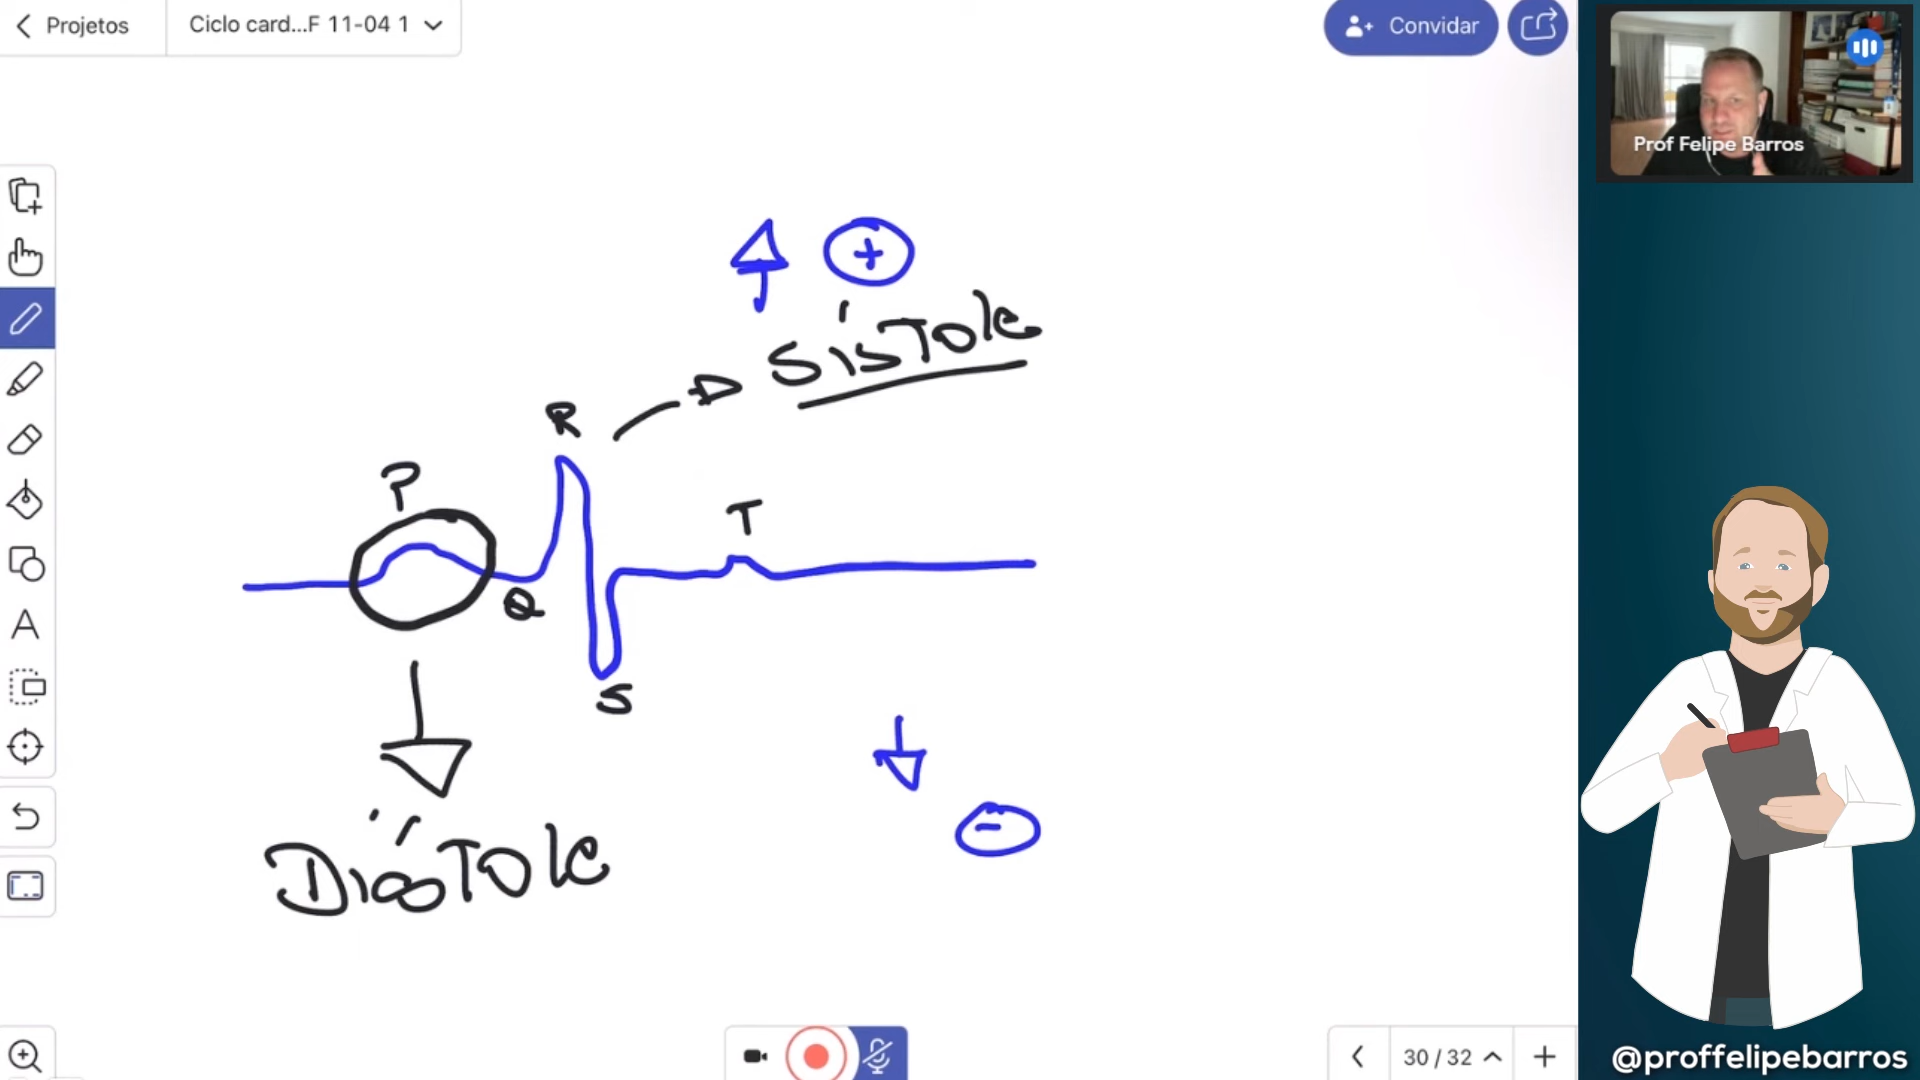 Projetos
Ciclo card...F 11-04 1
Convidar
Prof Felipe Barros
+
Sístole
R
P
T
Q
S
-
Diástole
A
30 / 32
@proffelipebarros